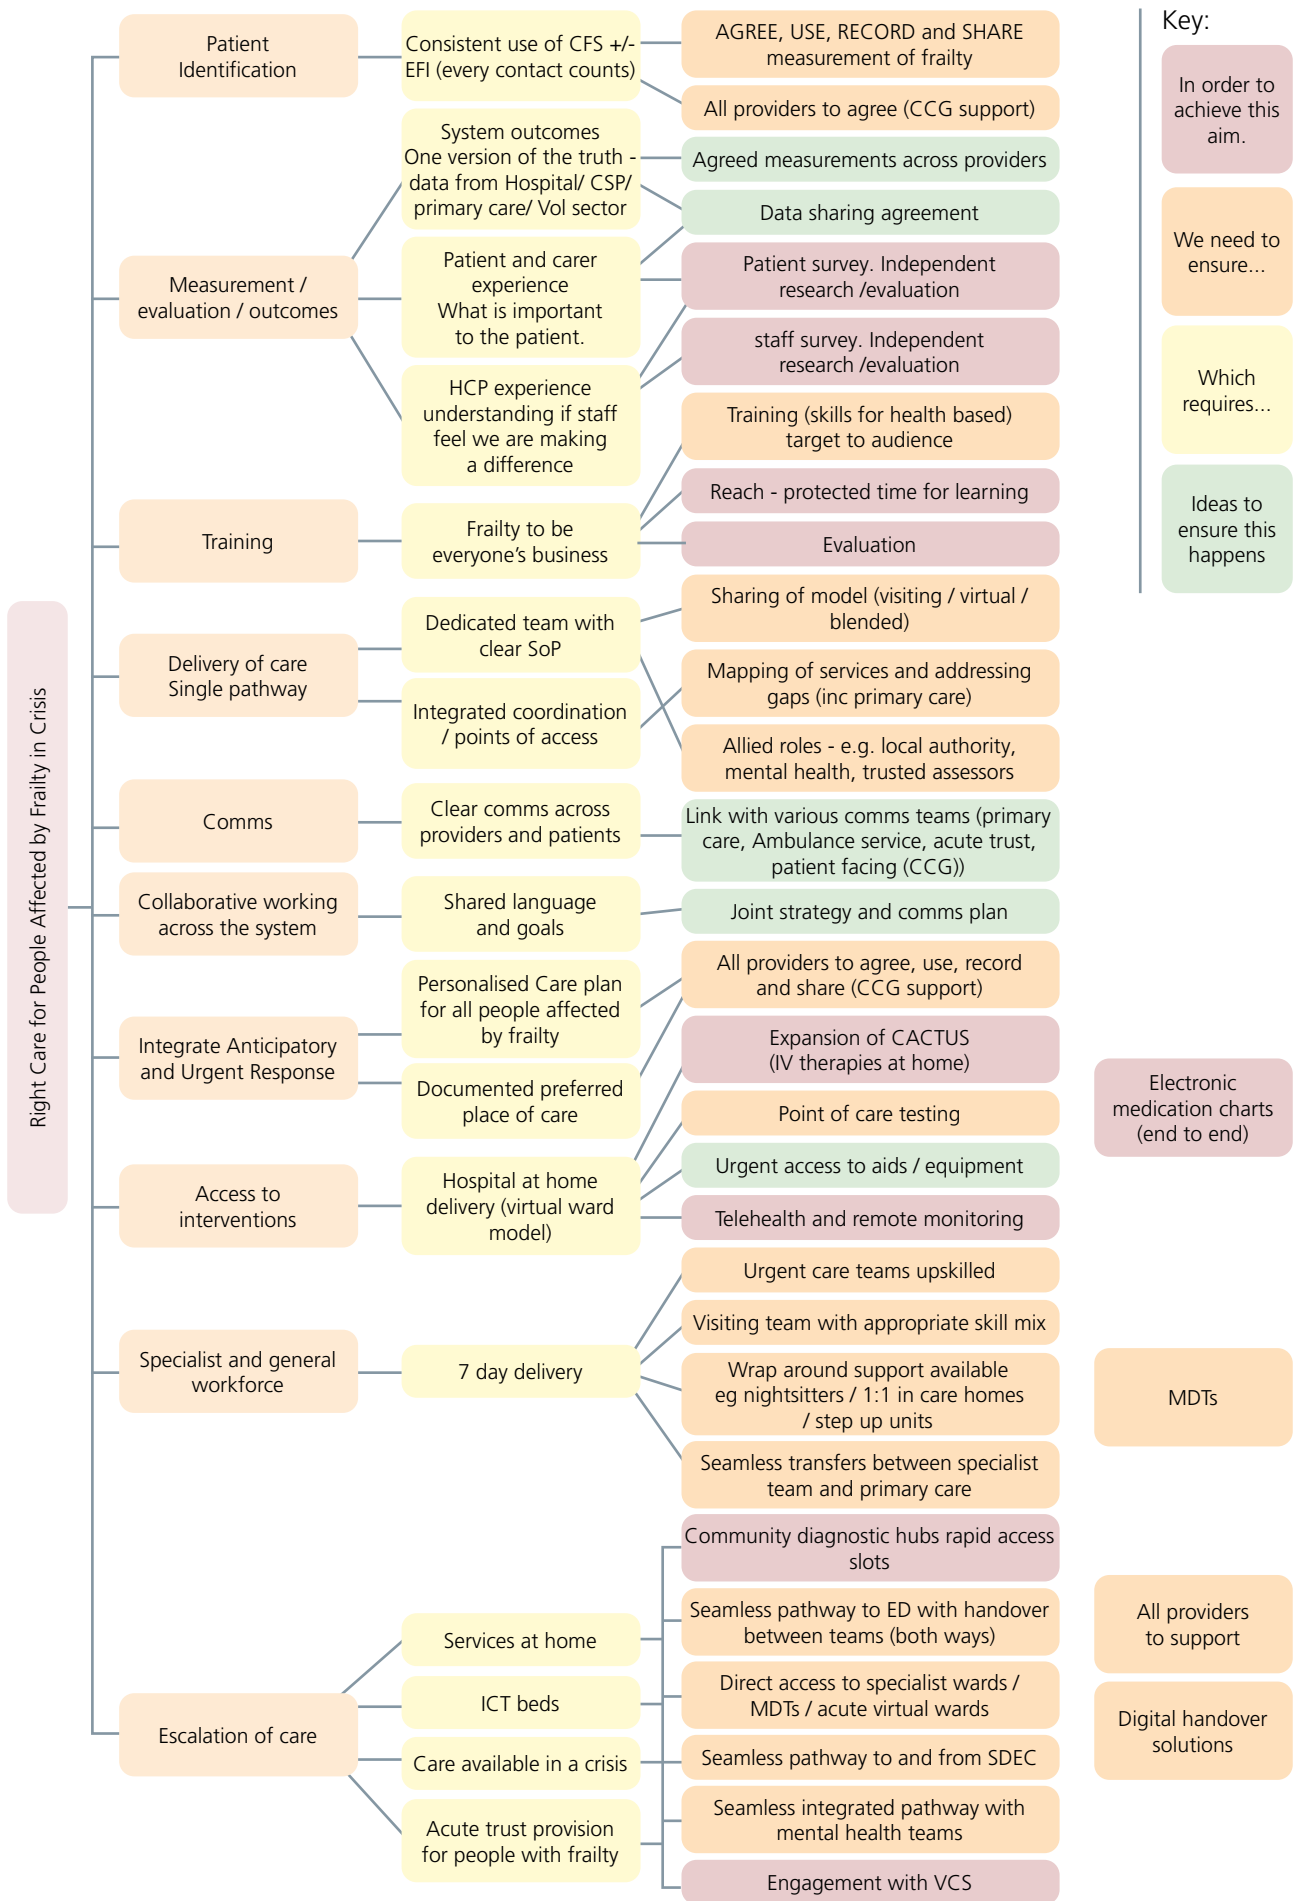 Key:
In order to
achieve this
aim.
We need to
ensure...
Which
requires...
Ideas to
ensure this
happens
Right Care for People Affected by Frailty in Crisis
Patient
Identification
Consistent use of CFS +/-
EFI (every contact counts)
AGREE, USE, RECORD and SHARE
measurement of frailty
All providers to agree (CCG support)
Measurement /
evaluation / outcomes
System outcomes
One version of the truth -
data from Hospital/ CSP/
primary care/ Vol sector
Agreed measurements across providers
Data sharing agreement
Patient and carer
experience
What is important
to the patient.
Patient survey. Independent
research /evaluation
HCP experience
understanding if staff
feel we are making
a difference
staff survey. Independent
research /evaluation
Training
Frailty to be
everyone’s business
Training (skills for health based)
target to audience
Reach - protected time for learning
Evaluation
Delivery of care
Single pathway
Dedicated team with
clear SoP
Integrated coordination
/ points of access
Sharing of model (visiting / virtual /
blended)
Mapping of services and addressing
gaps (inc primary care)
Allied roles - e.g. local authority,
mental health, trusted assessors
Comms
Clear comms across
providers and patients
Link with various comms teams (primary
care, Ambulance service, acute trust,
patient facing (CCG))
Collaborative working
across the system
Shared language
and goals
Joint strategy and comms plan
Integrate Anticipatory
and Urgent Response
Personalised Care plan
for all people affected
by frailty
Documented preferred
place of care
All providers to agree, use, record
and share (CCG support)
Access to
interventions
Hospital at home
delivery (virtual ward
model)
Expansion of CACTUS
(IV therapies at home)
Point of care testing
Urgent access to aids / equipment
Telehealth and remote monitoring
Electronic
medication charts
(end to end)
Specialist and general
workforce
7 day delivery
Urgent care teams upskilled
Visiting team with appropriate skill mix
Wrap around support available
eg nightsitters / 1:1 in care homes
/ step up units
Seamless transfers between specialist
team and primary care
MDTs
Escalation of care
Services at home
ICT beds
Care available in a crisis
Acute trust provision
for people with frailty
Community diagnostic hubs rapid access
slots
Seamless pathway to ED with handover
between teams (both ways)
Direct access to specialist wards /
MDTs / acute virtual wards
Seamless pathway to and from SDEC
Seamless integrated pathway with
mental health teams
Engagement with VCS
All providers
to support
Digital handover
solutions